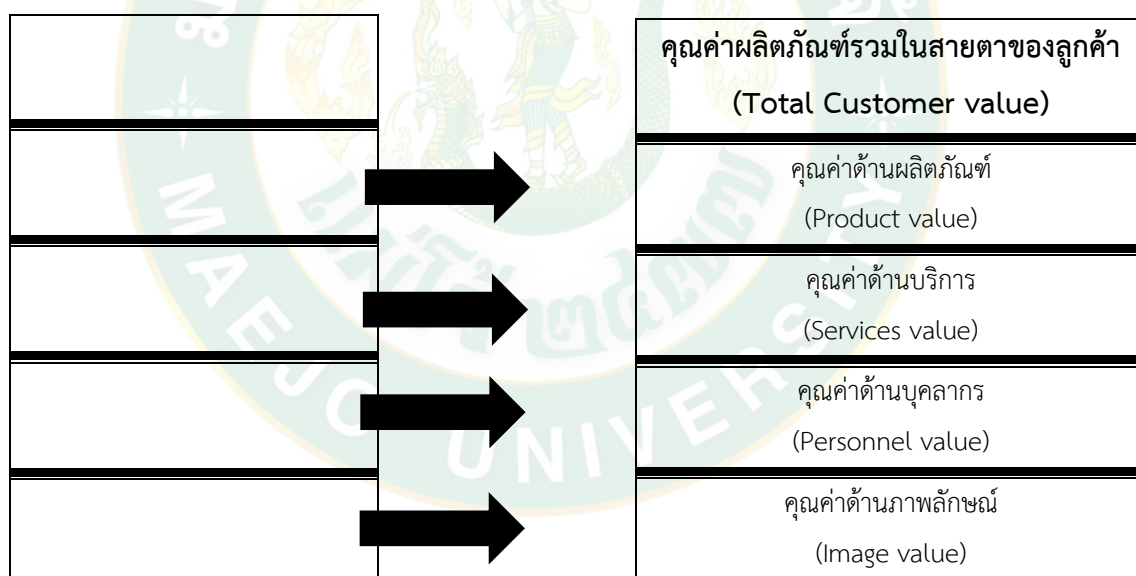 คุณค่าผลิตภัณฑ์รวมในสายตาของลูกค้า
(Total Customer value)
คุณค่าด้านผลิตภัณฑ์
(Product value)
คุณค่าด้านบริการ
(Services value)
คุณค่าด้านบุคลากร
(Personnel value)
คุณค่าด้านภาพลักษณ์
(Image value)
MAEJO UNIVERSITY